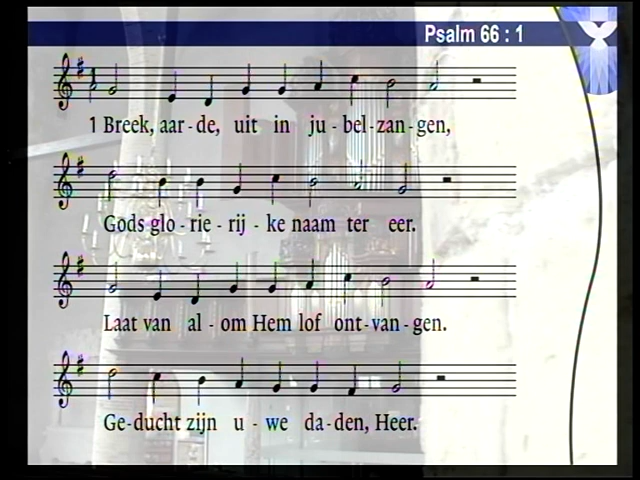 Psalm 66 : 1
1 Breek, aar - de, uit in ju - bel - zan - gen,
Gods glo - rie - rij - ke naam ter eer.
Laat van al - om Hem lof ont - van - gen.
Ge - ducht zijn u - we da - den, Heer.